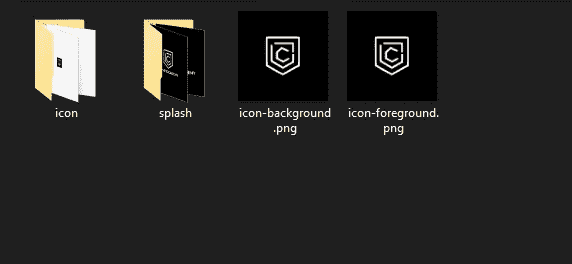 icon
splash
icon-background
.png
icon-foreground.
png